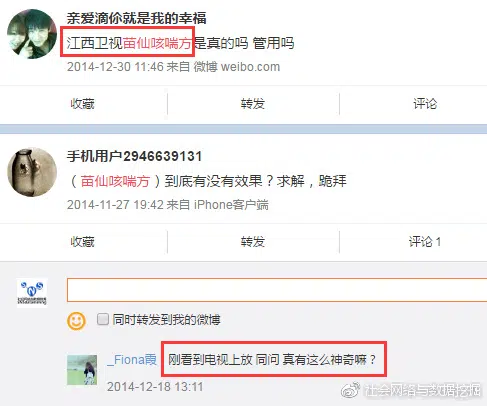 亲爱滴伱就是我的幸福
江西卫视苗仙咳喘方是真的吗 管用吗
2014-12-30 11:46 来自 微博 weibo.com
收藏 转发 评论
手机用户2946639131
（苗仙咳喘方）到底有没有效果？求解，跪拜
2014-11-27 19:42 来自 iPhone客户端
收藏 转发 评论 1
同时转发到我的微博
_Fiona霞 刚看到电视上放 同问 真有这么神奇嘛？
2014-12-18 13:11
社会网络与数据挖掘